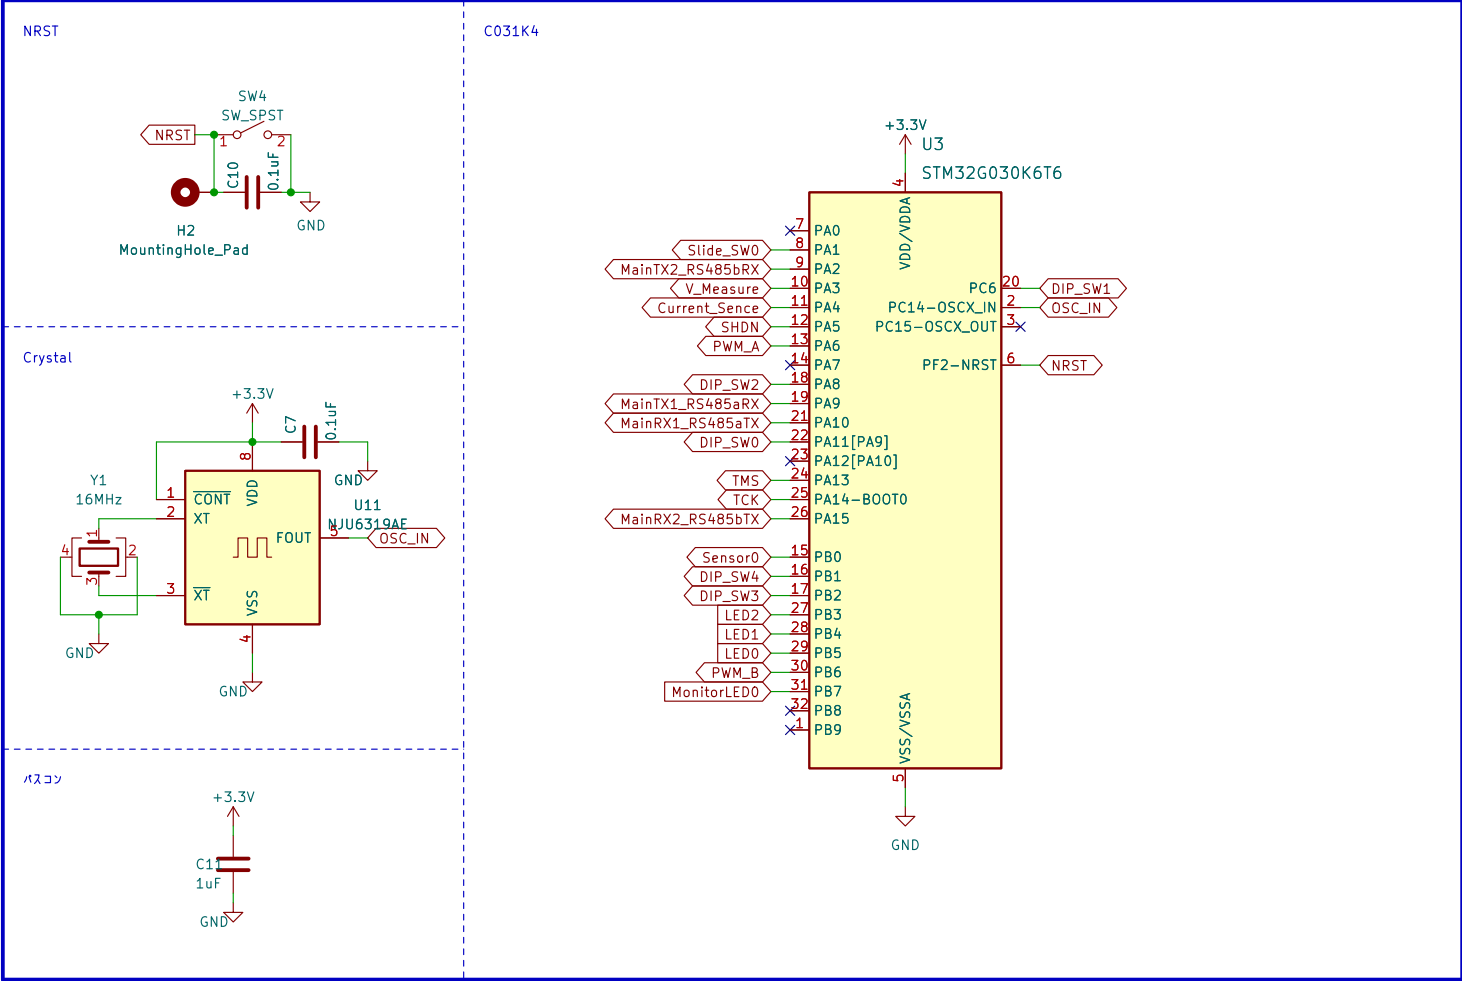 NRST
SW4
SW_SPST
NRST
1
2
C10
0.1uF
GND
H2
MountingHole_Pad
Crystal
+3.3V
C7
0.1uF
GND
8
Y1
16MHz
1
CONT
VDD
2
XT
U11
NJU6319AE
FOUT
5
OSC_IN
1
4
2
3
3
XT
VSS
4
GND
GND
パスコン
+3.3V
C11
1uF
GND
C031K4
+3.3V
U3
STM32G030K6T6
4
VDD/VDDA
7 PA0
Slide_SW0 8 PA1
MainTX2_RS485bRX 9 PA2
V_Measure 10 PA3
Current_Sence 11 PA4
SHDN 12 PA5
PWM_A 13 PA6
14 PA7
DIP_SW2 18 PA8
MainTX1_RS485aRX 19 PA9
MainRX1_RS485aTX 21 PA10
DIP_SW0 22 PA11[PA9]
23 PA12[PA10]
TMS 24 PA13
TCK 25 PA14-BOOT0
MainRX2_RS485bTX 26 PA15
Sensor0 15 PB0
DIP_SW4 16 PB1
DIP_SW3 17 PB2
LED2 27 PB3
LED1 28 PB4
LED0 29 PB5
PWM_B 30 PB6
MonitorLED0 31 PB7
32 PB8
1 PB9
PC6 20 DIP_SW1
PC14-OSCX_IN 2 OSC_IN
PC15-OSCX_OUT 3
PF2-NRST 6 NRST
VSS/VSSA
5
GND